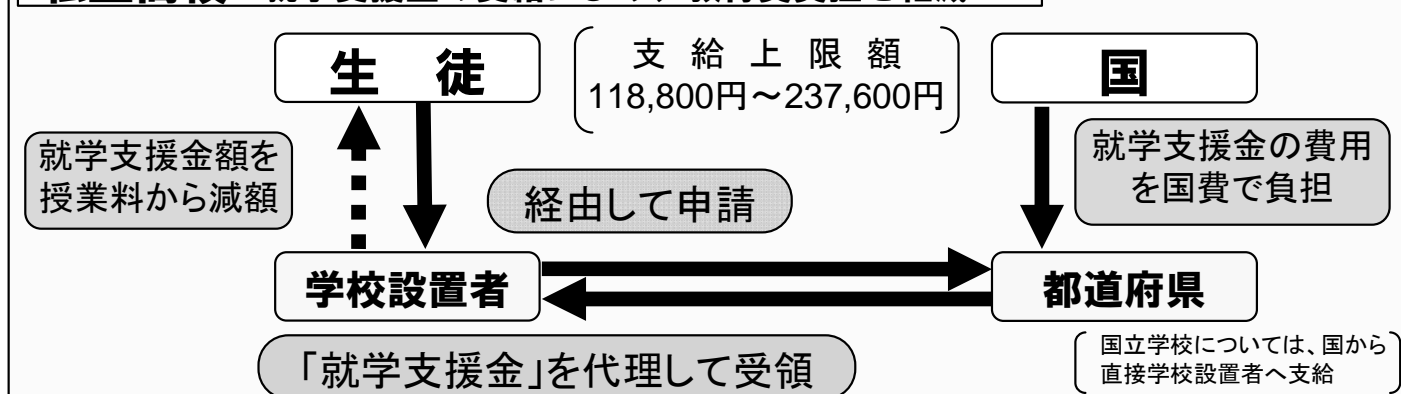 生 徒
支 給 上 限 額
118,800円～237,600円
国
就学支援金額を
授業料から減額
経由して申請
就学支援金の費用
を国費で負担
学校設置者
都道府県
「就学支援金」を代理して受領
国立学校については、国から
直接学校設置者へ支給